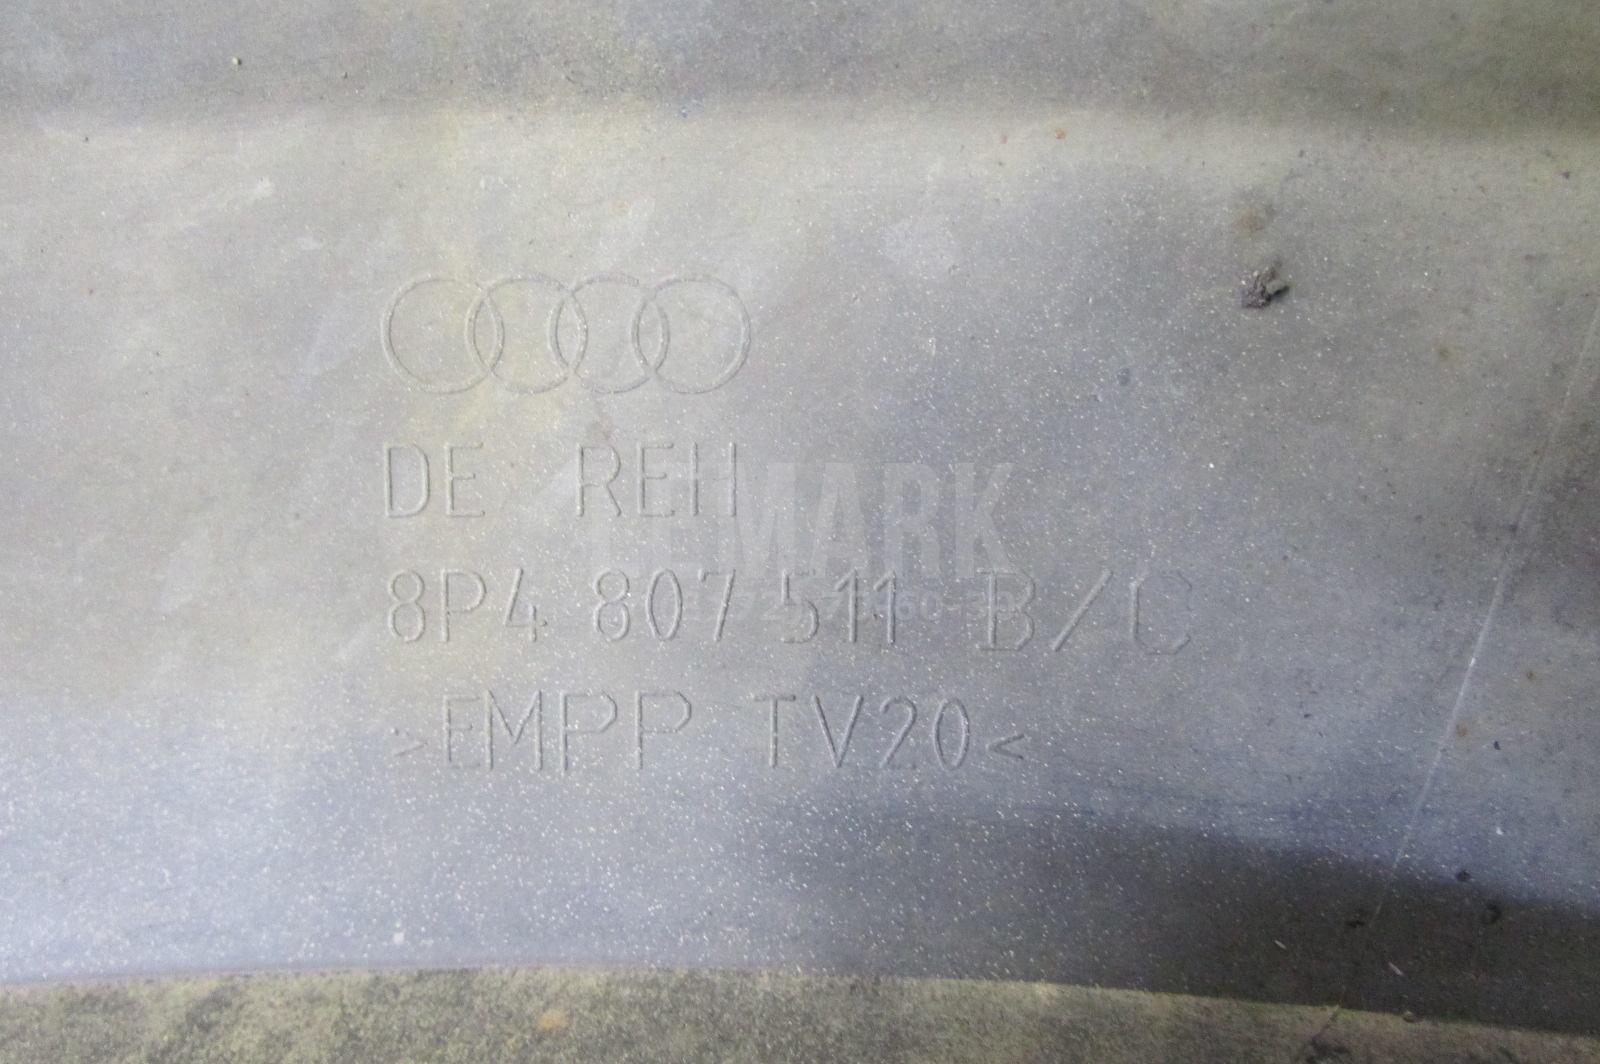 DE REH
8P4 807 511 B/C
>EMPP TV20<